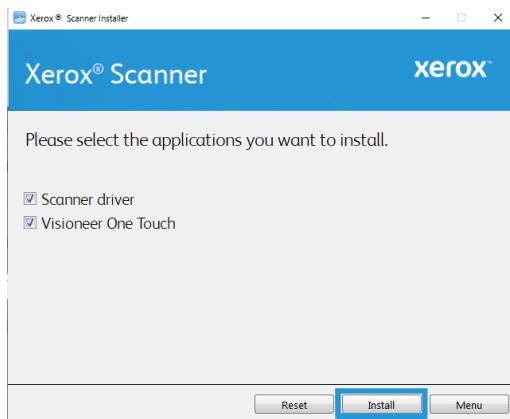 Xerox® Scanner Installer
Xerox® Scanner
xerox™
Please select the applications you want to install.
Scanner driver
Visioneer One Touch
Reset Install Menu